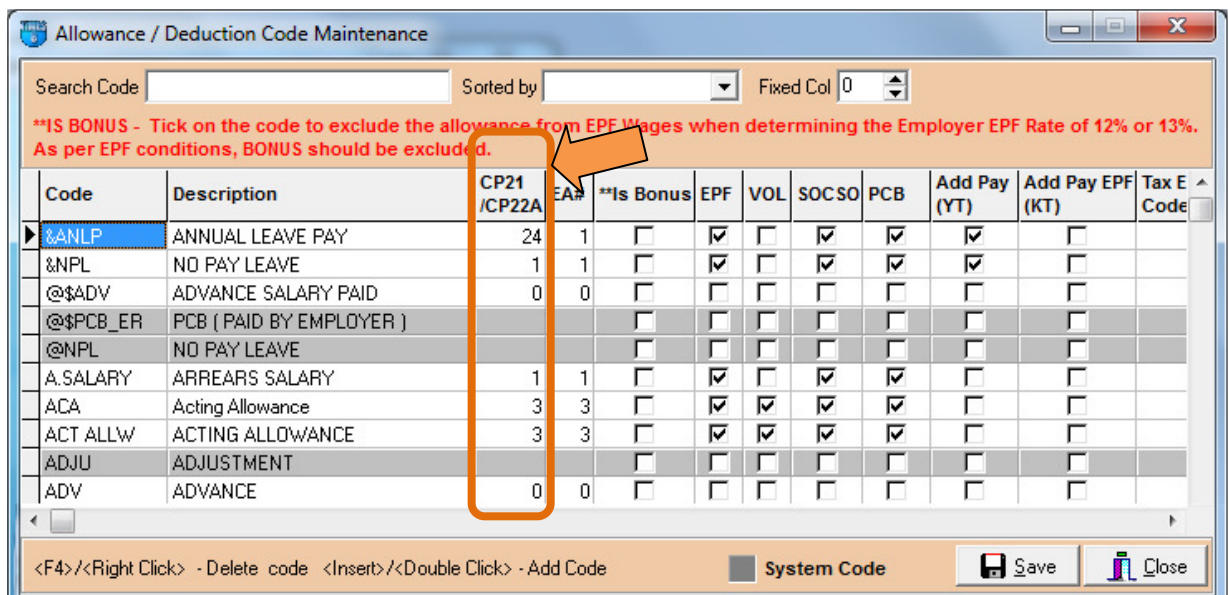 Allowance / Deduction Code Maintenance
Search Code Sorted by Fixed Col 0
**IS BONUS - Tick on the code to exclude the allowance from EPF Wages when determining the Employer EPF Rate of 12% or 13%.
As per EPF conditions, BONUS should be excluded.
Code Description CP21 /CP22A EA# **Is Bonus EPF VOL SOCSO PCB Add Pay (YT) Add Pay EPF (KT) Tax E Code
&ANLP ANNUAL LEAVE PAY 24 1
&NPL NO PAY LEAVE 1 1
@$ADV ADVANCE SALARY PAID 0 0
@$PCB_ER PCB ( PAID BY EMPLOYER )
@NPL NO PAY LEAVE
A.SALARY ARREARS SALARY 1 1
ACA Acting Allowance 3 3
ACT ALLW ACTING ALLOWANCE 3 3
ADJU ADJUSTMENT
ADV ADVANCE 0 0
<F4>/<Right Click> - Delete code <Insert>/<Double Click> - Add Code System Code Save Close